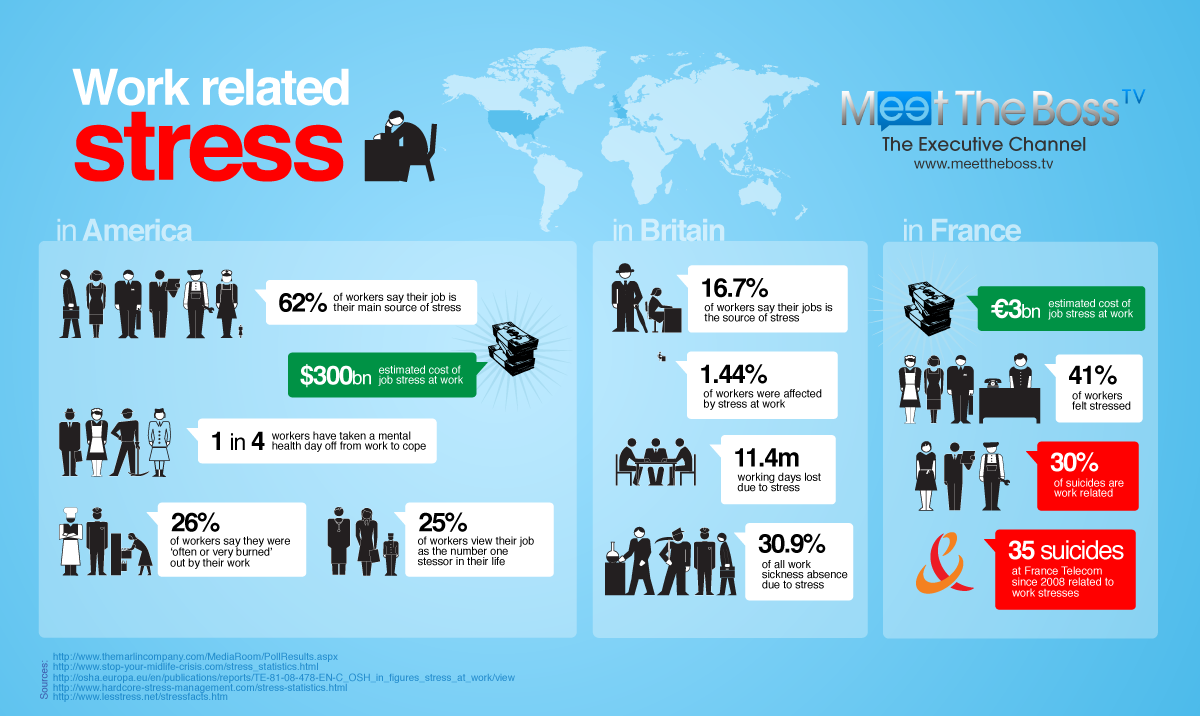 Work related
stress
Meet The Boss TV
The Executive Channel
www.meettheboss.tv
in America
62% of workers say their job is
their main source of stress
$300bn estimated cost of
job stress at work
1 in 4 workers have taken a mental
health day off from work to cope
26%
of workers say they were
'often or very burned'
out by their work
25%
of workers view their job
as the number one
stressor in their life
in Britain
16.7%
of workers say their jobs is
the source of stress
1.44%
of workers were affected
by stress at work
11.4m
working days lost
due to stress
30.9%
of all work
sickness absence
due to stress
in France
€3bn estimated cost of
job stress at work
41%
of workers
felt stressed
30%
of suicides are
work related
35 suicides
at France Telecom
since 2008 related to
work stresses
Sources:
http://www.themarlincompany.com/MediaRoom/PollResults.aspx
http://www.stop-your-midlife-crisis.com/stress_statistics.html
http://osha.europa.eu/en/publications/reports/TE-81-08-478-EN-C_OSH_in_figures_stress_at_work/view
http://www.hardcore-stress-management.com/stress-statistics.html
http://www.lesstress.net/stressfacts.htm